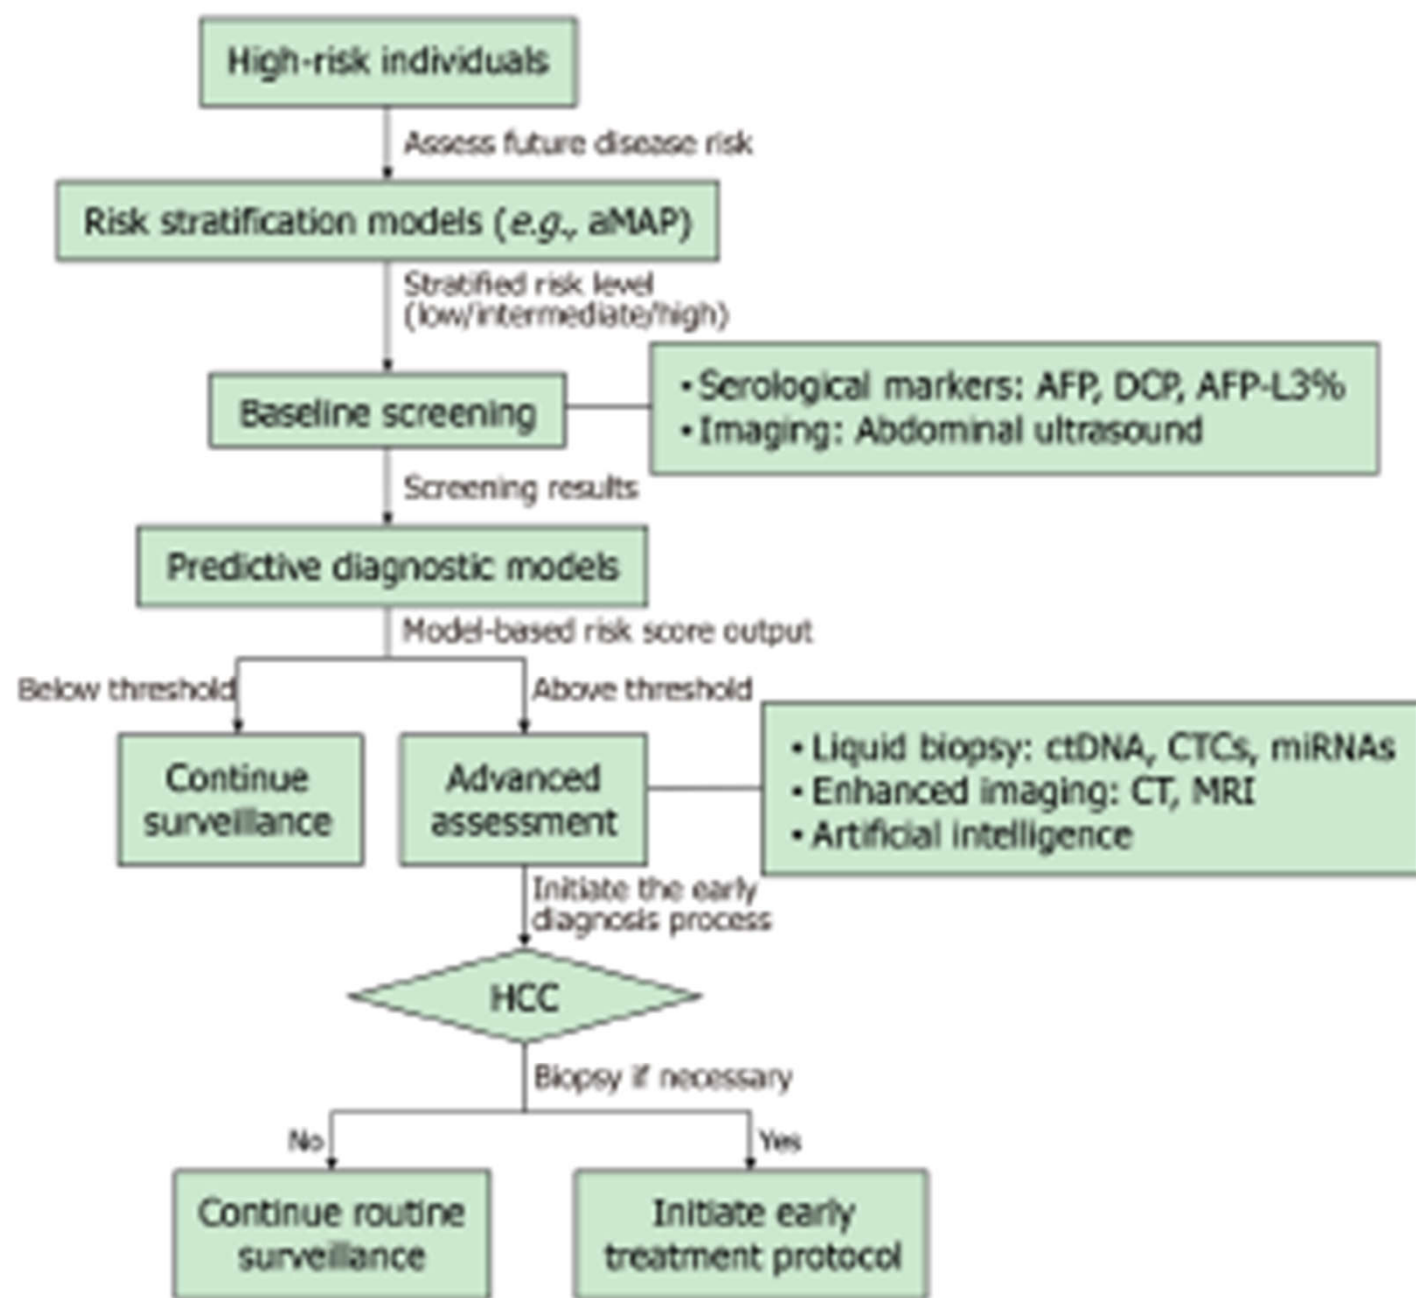 High-risk individuals
Assess future disease risk
Risk stratification models (e.g., aMAP)
Stratified risk level
(low/intermediate/high)
Baseline screening
• Serological markers: AFP, DCP, AFP-L3%
• Imaging: Abdominal ultrasound
Screening results
Predictive diagnostic models
Model-based risk score output
Below threshold
Above threshold
Continue
surveillance
Advanced
assessment
• Liquid biopsy: ctDNA, CTCs, miRNAs
• Enhanced imaging: CT, MRI
• Artificial intelligence
Initiate the early
diagnosis process
HCC
Biopsy if necessary
No
Yes
Continue routine
surveillance
Initiate early
treatment protocol